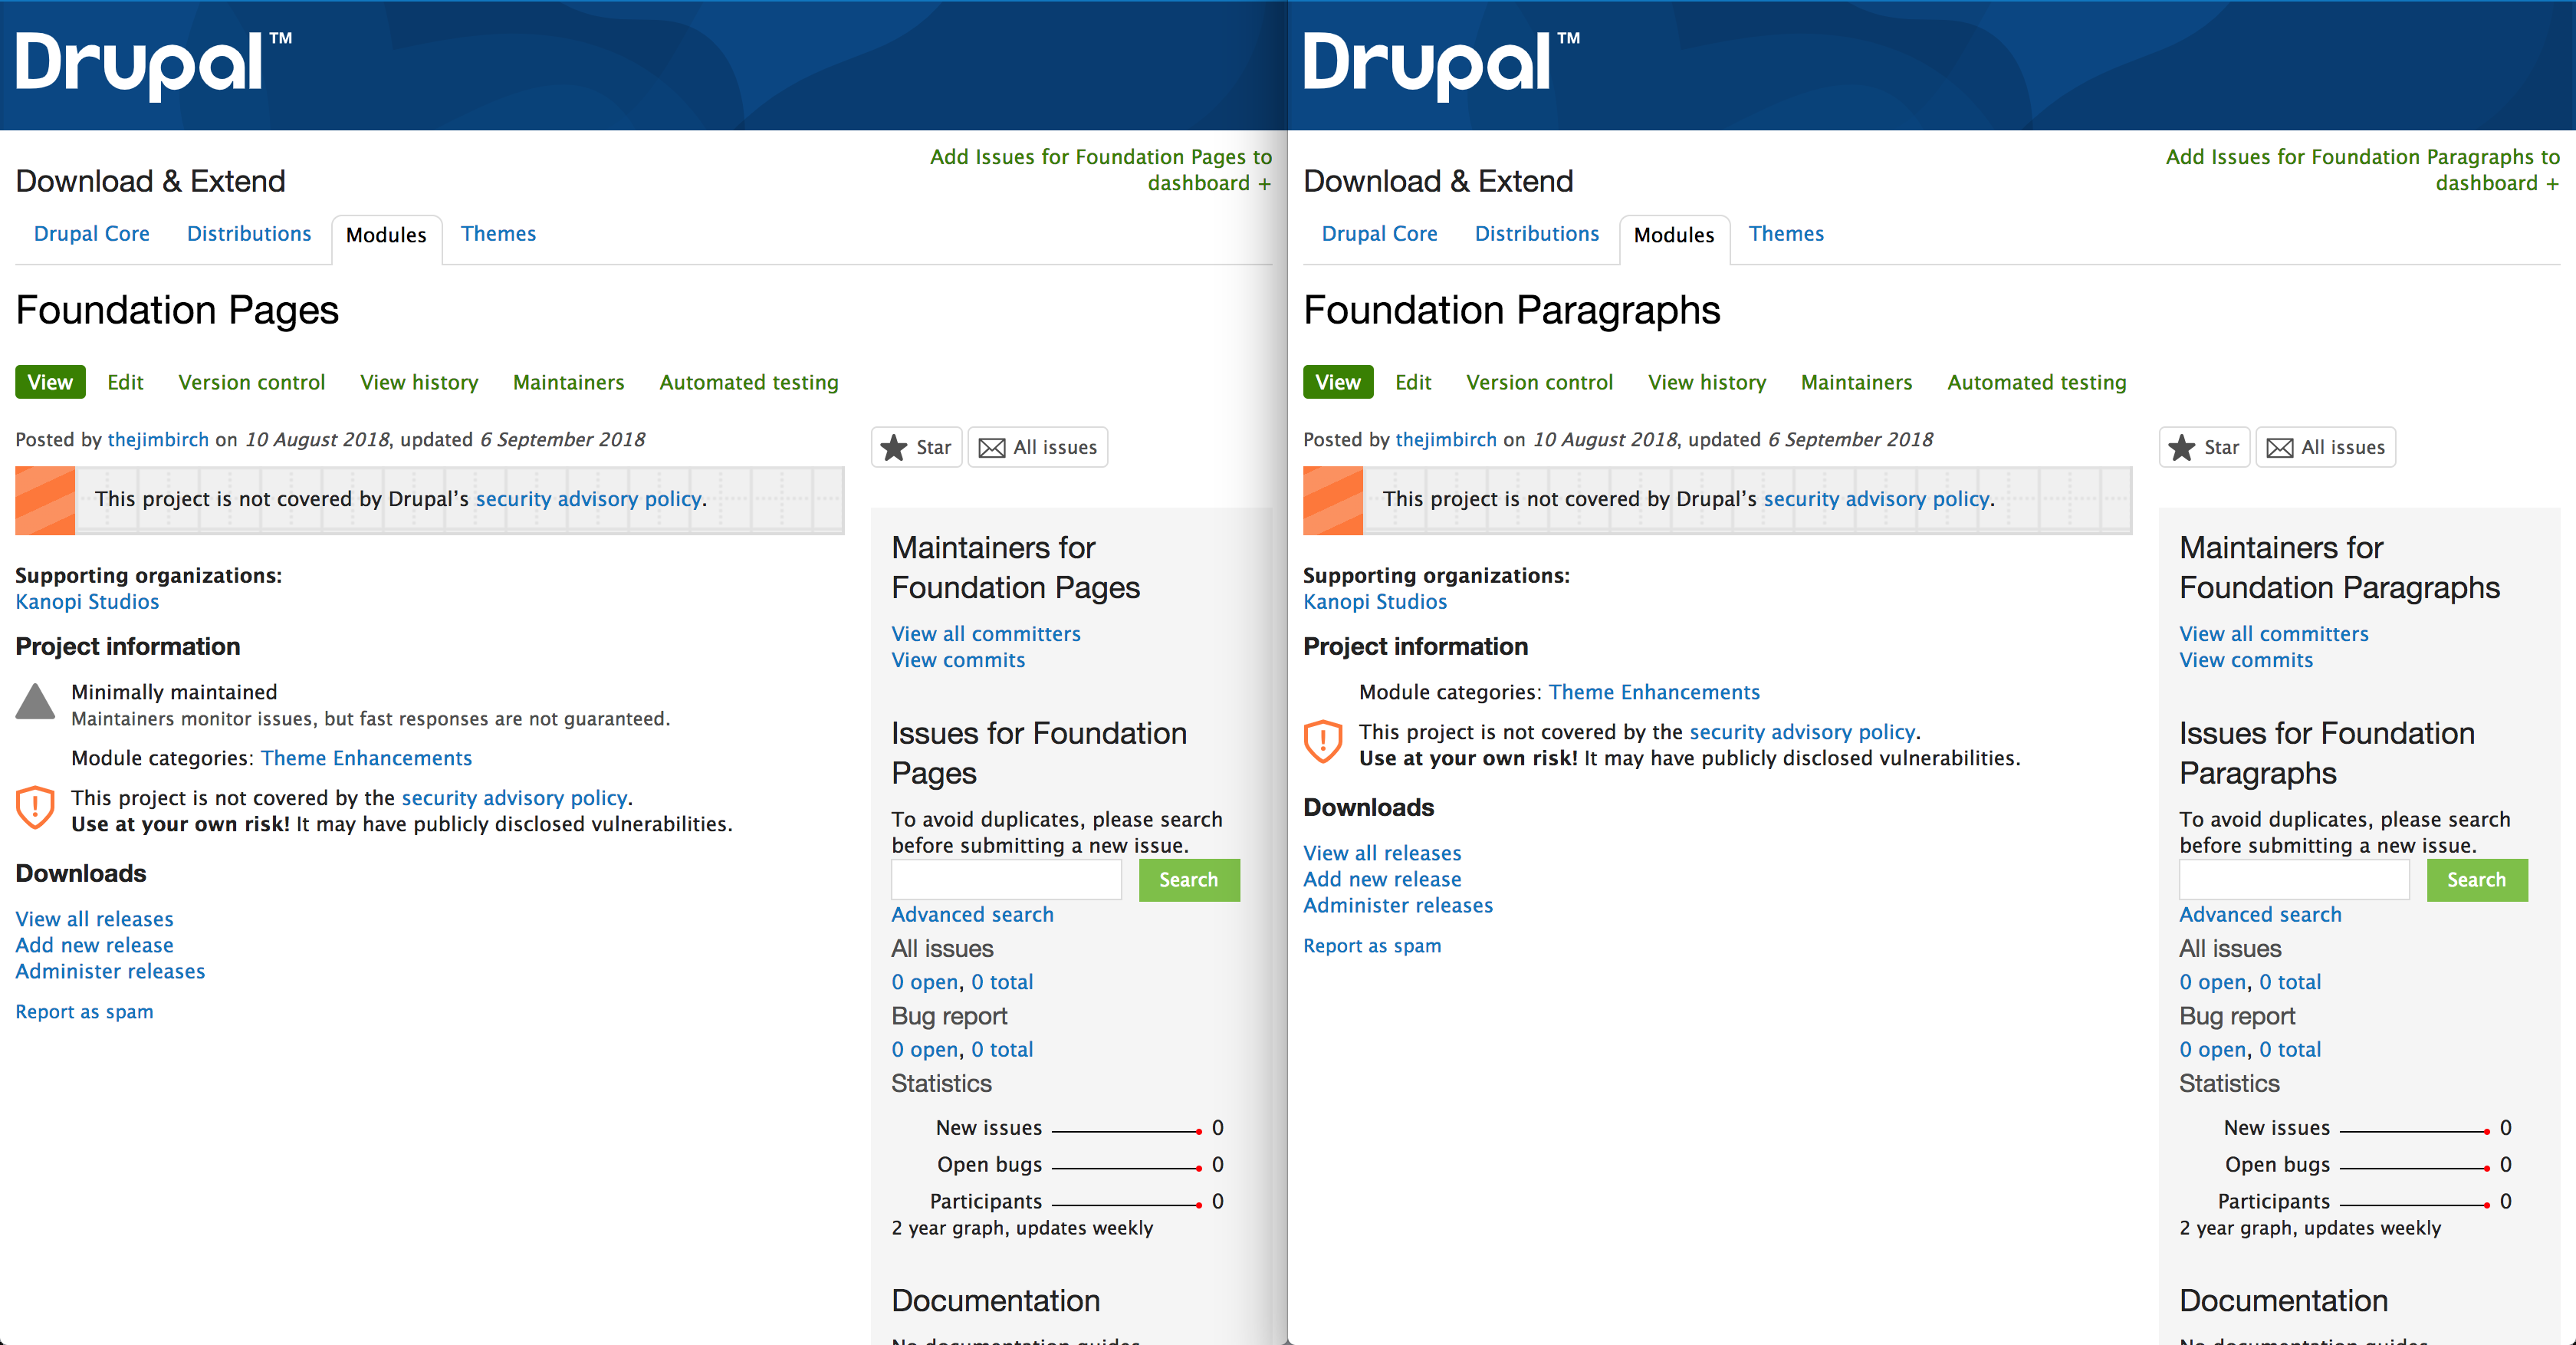 Drupal™
Add Issues for Foundation Pages to
dashboard +
Download & Extend
Drupal Core
Distributions
Modules
Themes
Foundation Pages
View
Edit
Version control
View history
Maintainers
Automated testing
Posted by thejimbirch on 10 August 2018, updated 6 September 2018
This project is not covered by Drupal’s security advisory policy.
Supporting organizations:
Kanopi Studios
Project information
Minimally maintained
Maintainers monitor issues, but fast responses are not guaranteed.
Module categories: Theme Enhancements
This project is not covered by the security advisory policy.
Use at your own risk! It may have publicly disclosed vulnerabilities.
Downloads
View all releases
Add new release
Administer releases
Report as spam
Star
All issues
Maintainers for
Foundation Pages
View all committers
View commits
Issues for Foundation
Pages
To avoid duplicates, please search
before submitting a new issue.
Search
Advanced search
All issues
0 open, 0 total
Bug report
0 open, 0 total
Statistics
New issues 0
Open bugs 0
Participants 0
2 year graph, updates weekly
Documentation
No documentation guides
Drupal™
Add Issues for Foundation Paragraphs to
dashboard +
Download & Extend
Drupal Core
Distributions
Modules
Themes
Foundation Paragraphs
View
Edit
Version control
View history
Maintainers
Automated testing
Posted by thejimbirch on 10 August 2018, updated 6 September 2018
This project is not covered by Drupal’s security advisory policy.
Supporting organizations:
Kanopi Studios
Project information
Module categories: Theme Enhancements
This project is not covered by the security advisory policy.
Use at your own risk! It may have publicly disclosed vulnerabilities.
Downloads
View all releases
Add new release
Administer releases
Report as spam
Star
All issues
Maintainers for
Foundation Paragraphs
View all committers
View commits
Issues for Foundation
Paragraphs
To avoid duplicates, please search
before submitting a new issue.
Search
Advanced search
All issues
0 open, 0 total
Bug report
0 open, 0 total
Statistics
New issues 0
Open bugs 0
Participants 0
2 year graph, updates weekly
Documentation
No documentation guides